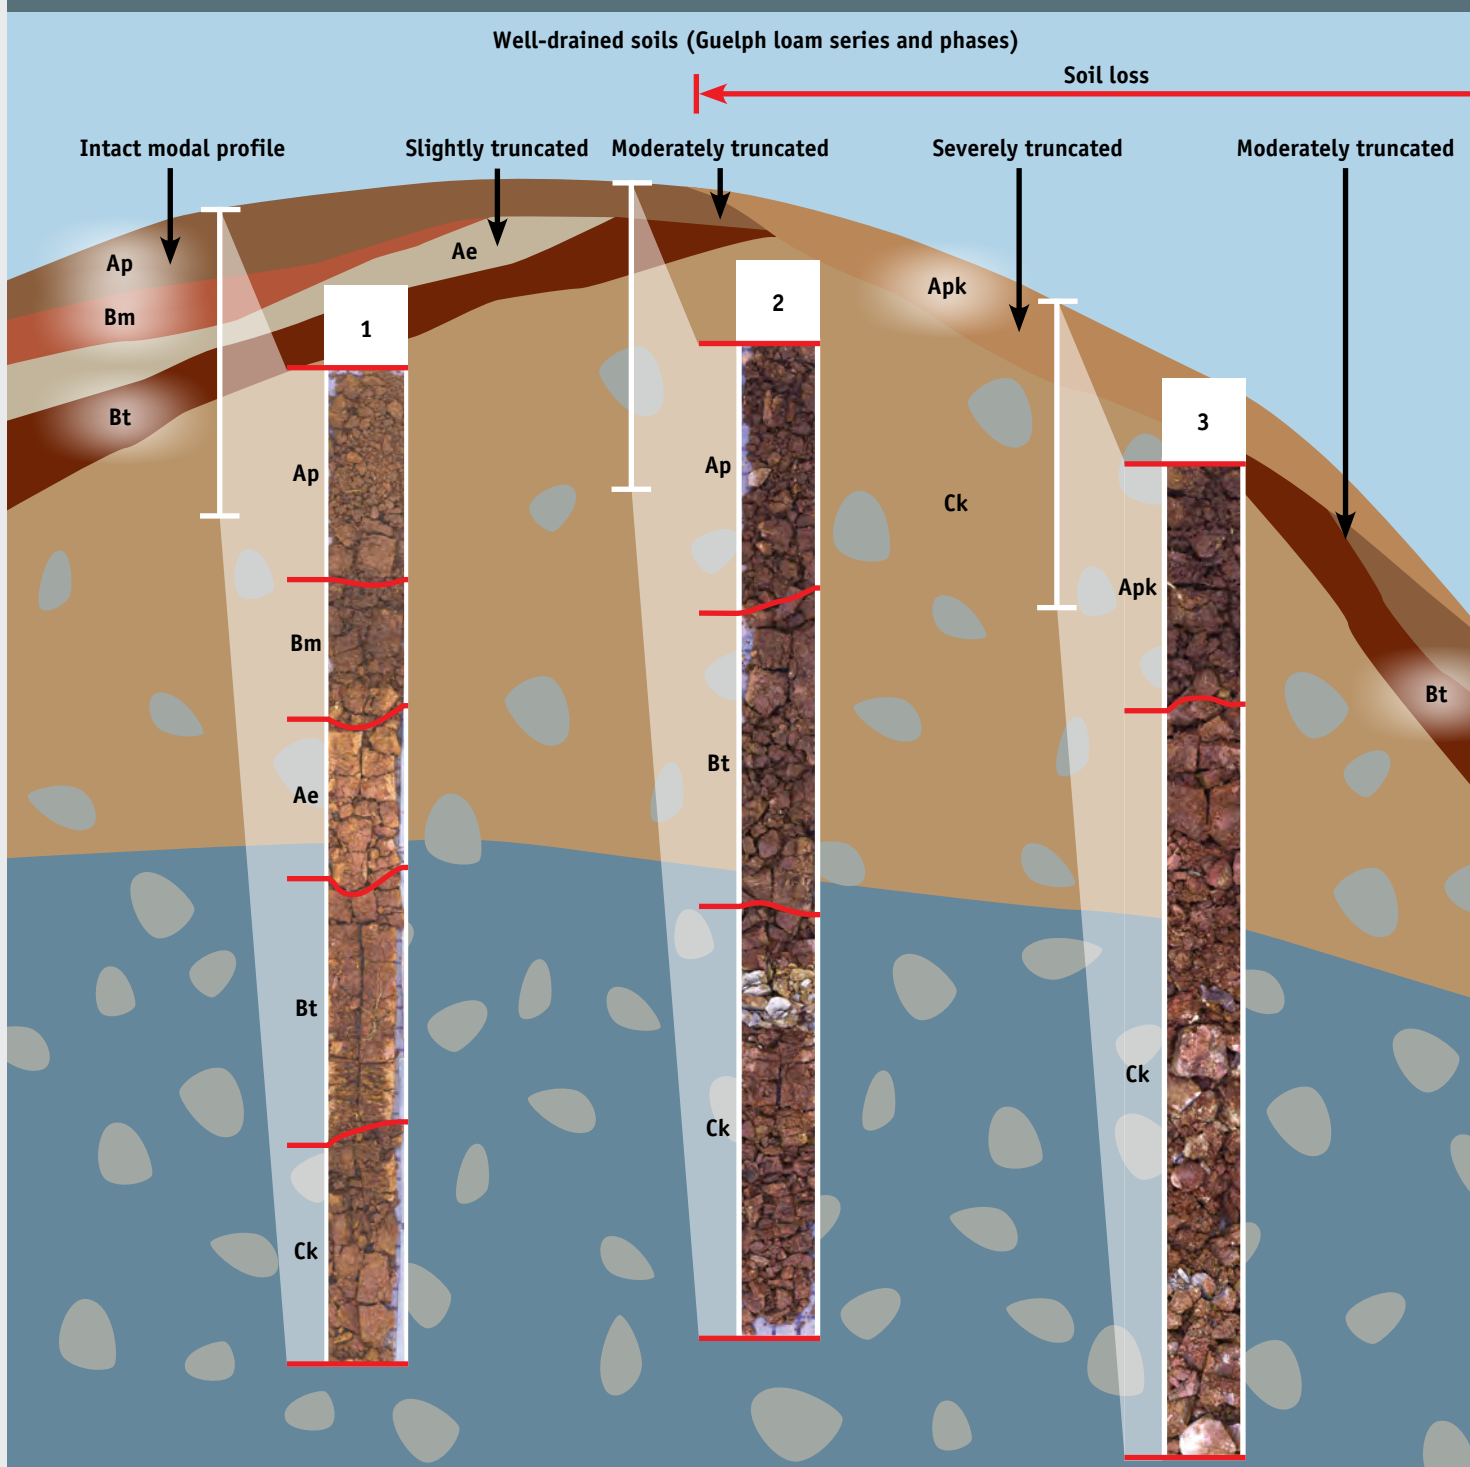 Well-drained soils (Guelph loam series and phases)
Soil loss
Intact modal profile
Slightly truncated
Moderately truncated
Severely truncated
Moderately truncated
Ap
Bm
Bt
Ae
Apk
Ck
Bt
1
Ap
Bm
Ae
Bt
Ck
2
Ap
Bt
Ck
3
Apk
Ck